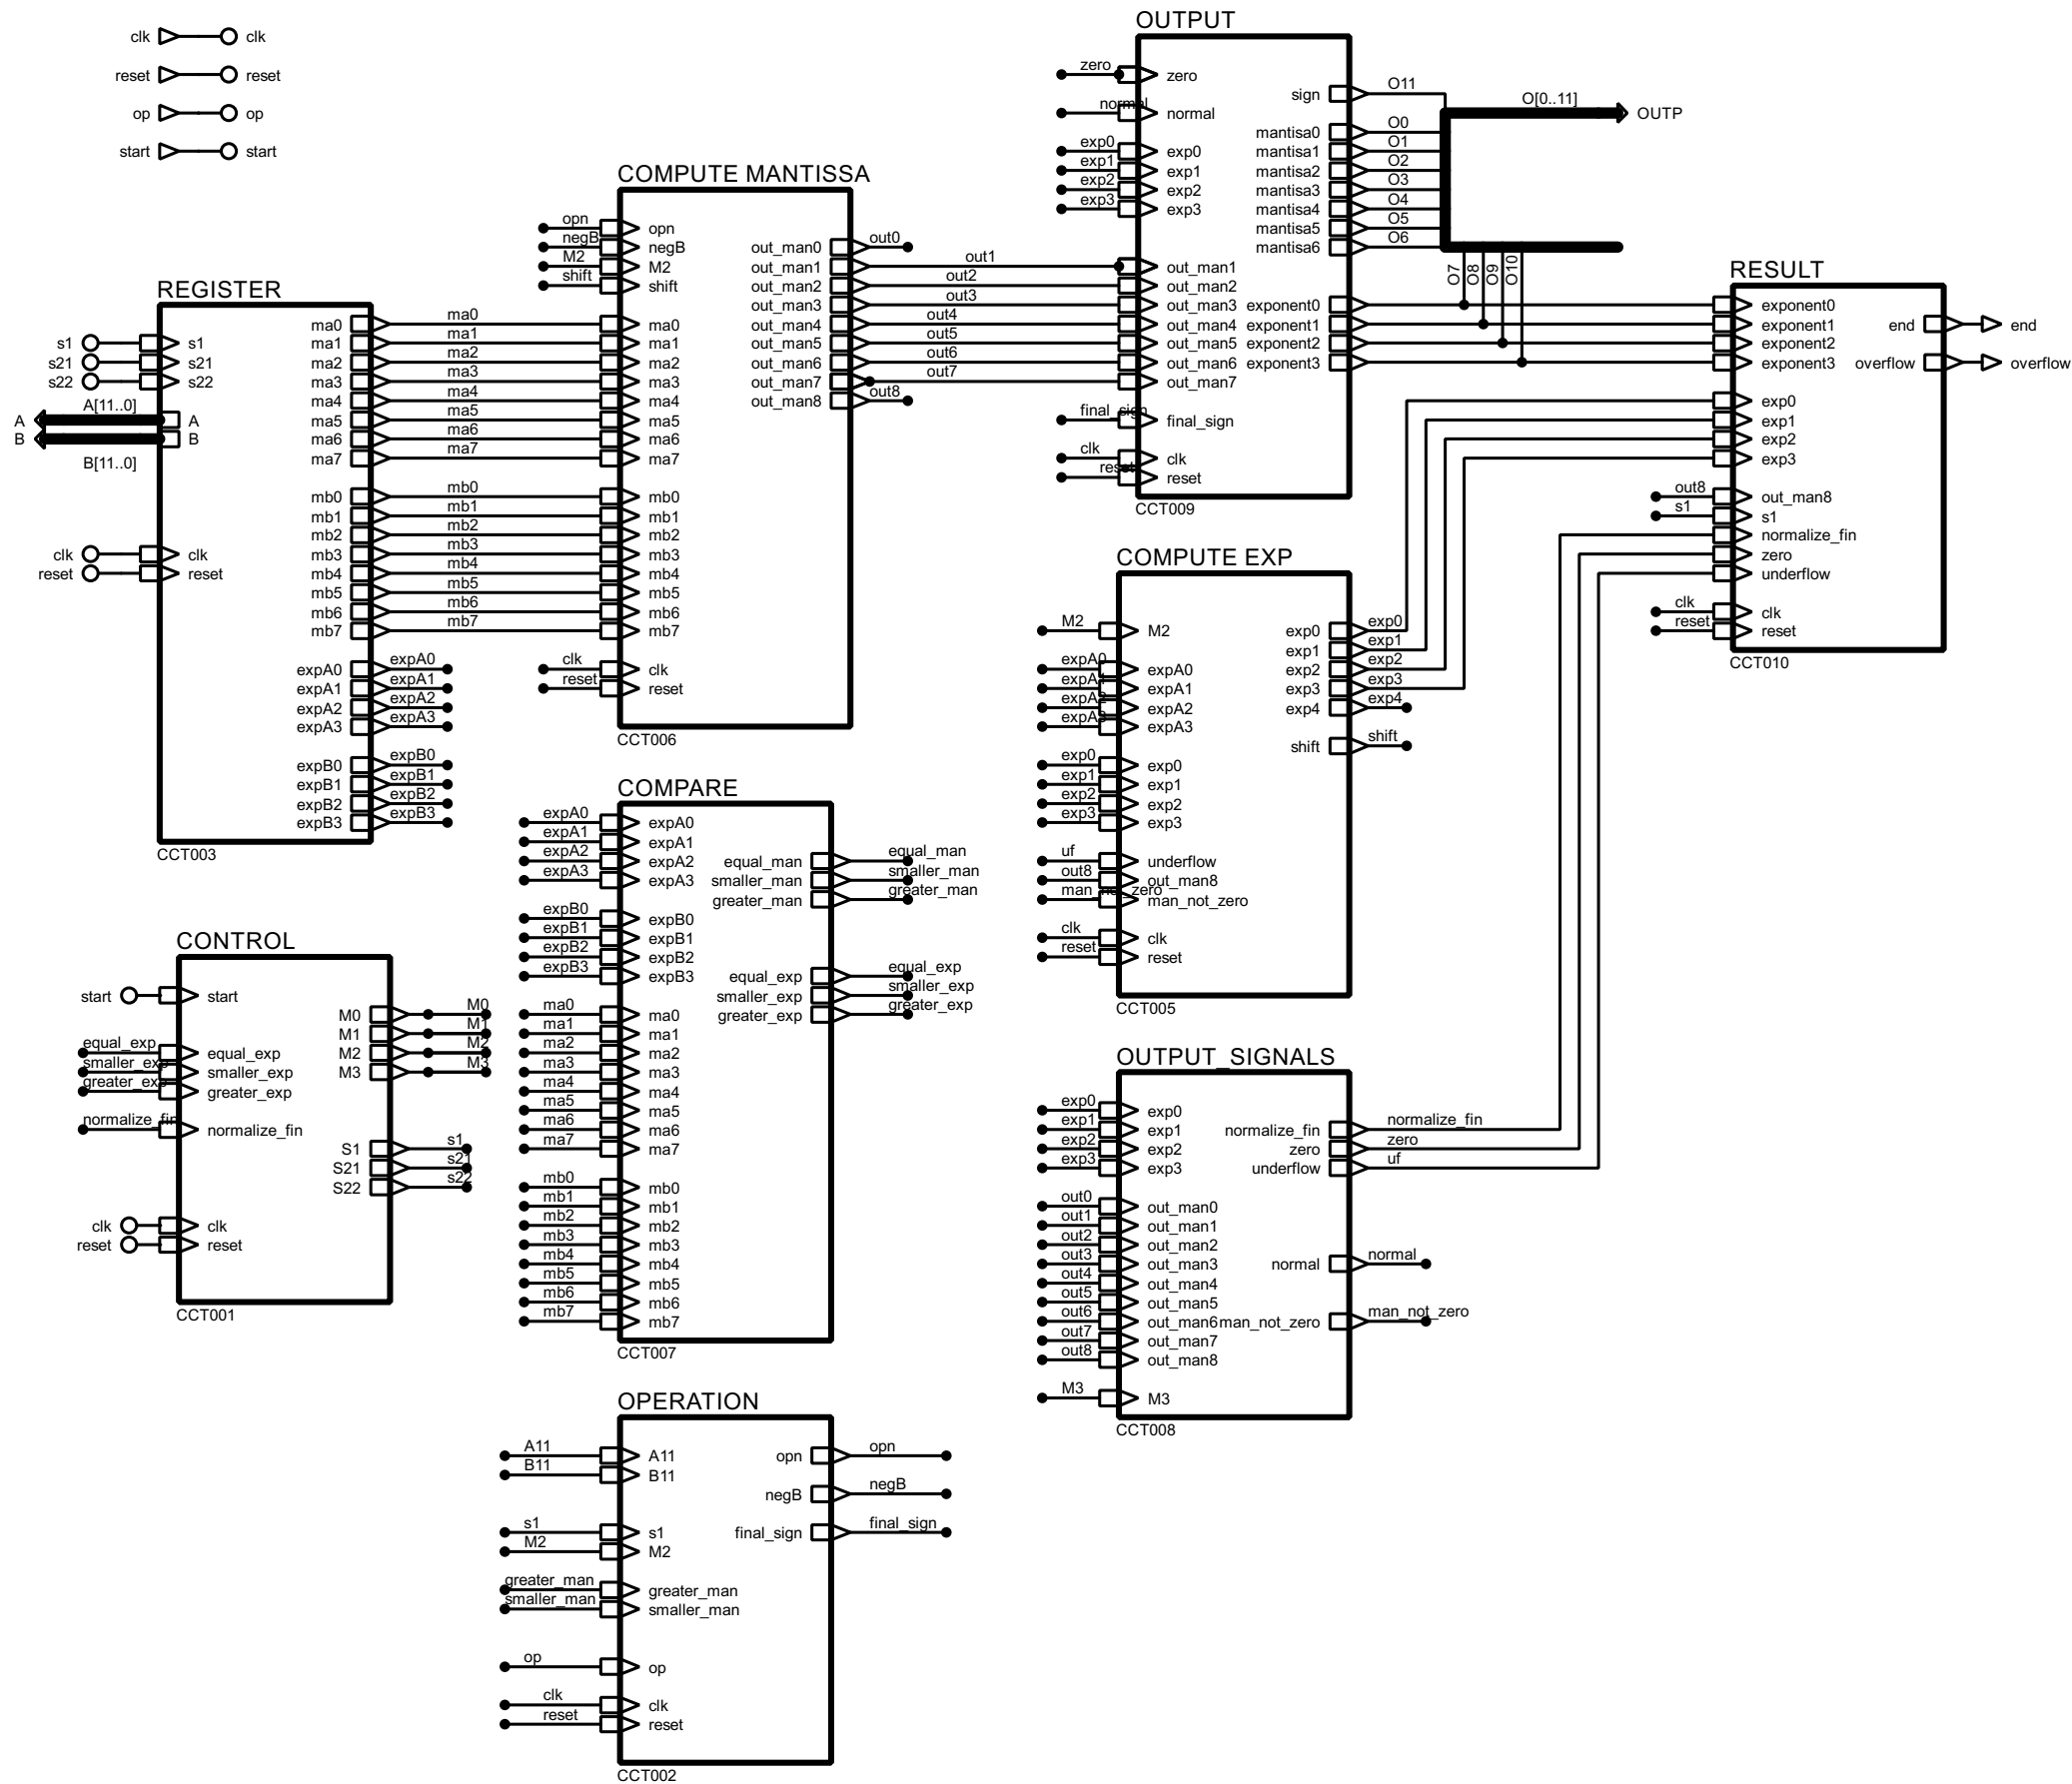 clk clk
reset reset
op op
start start
REGISTER
s1 s1
s21 s21
s22 s22
A A[11..0] A
B B[11..0] B
clk clk
reset reset
ma0 ma0
ma1 ma1
ma2 ma2
ma3 ma3
ma4 ma4
ma5 ma5
ma6 ma6
ma7 ma7
mb0 mb0
mb1 mb1
mb2 mb2
mb3 mb3
mb4 mb4
mb5 mb5
mb6 mb6
mb7 mb7
expA0 expA0
expA1 expA1
expA2 expA2
expA3 expA3
expB0 expB0
expB1 expB1
expB2 expB2
expB3 expB3
CCT003
CONTROL
start start
equal_exp equal_exp
smaller_exp smaller_exp
greater_exp greater_exp
normalize_fin normalize_fin
M0 M0
M1 M1
M2 M2
M3 M3
S1 s1
S21 s21
S22 s22
clk clk
reset reset
CCT001
COMPUTE MANTISSA
opn opn
negB negB
M2 M2
shift shift
ma0
ma1
ma2
ma3
ma4
ma5
ma6
ma7
mb0
mb1
mb2
mb3
mb4
mb5
mb6
mb7
clk clk
reset reset
out_man0 out0
out_man1 out1
out_man2 out2
out_man3 out3
out_man4 out4
out_man5 out5
out_man6 out6
out_man7 out7
out_man8 out8
CCT006
COMPARE
expA0 expA0
expA1 expA1
expA2 expA2
expA3 expA3
expB0 expB0
expB1 expB1
expB2 expB2
expB3 expB3
ma0 ma0
ma1 ma1
ma2 ma2
ma3 ma3
ma4 ma4
ma5 ma5
ma6 ma6
ma7 ma7
mb0 mb0
mb1 mb1
mb2 mb2
mb3 mb3
mb4 mb4
mb5 mb5
mb6 mb6
mb7 mb7
equal_man equal_man
smaller_man smaller_man
greater_man greater_man
equal_exp equal_exp
smaller_exp smaller_exp
greater_exp greater_exp
CCT007
OPERATION
A11 A11
B11 B11
s1 s1
M2 M2
greater_man greater_man
smaller_man smaller_man
op op
clk clk
reset reset
opn opn
negB negB
final_sign final_sign
CCT002
OUTPUT
zero zero
normal normal
exp0 exp0
exp1 exp1
exp2 exp2
exp3 exp3
out_man1
out_man2
out_man3
out_man4
out_man5
out_man6
out_man7
final_sign final_sign
clk clk
reset reset
sign O11
mantisa0 O0
mantisa1 O1
mantisa2 O2
mantisa3 O3
mantisa4 O4
mantisa5 O5
mantisa6 O6
exponent0
exponent1
exponent2
exponent3
O7
O8
O9
O10
O[0..11] OUTP
CCT009
COMPUTE EXP
M2 M2
expA0 expA0
expA1 expA1
expA2 expA2
expA3 expA3
exp0 exp0
exp1 exp1
exp2 exp2
exp3 exp3
uf underflow
out8 out_man8
man_not_zero man_not_zero
clk clk
reset reset
exp0 exp0
exp1 exp1
exp2 exp2
exp3 exp3
exp4 exp4
shift shift
CCT005
OUTPUT_SIGNALS
exp0 exp0
exp1 exp1
exp2 exp2
exp3 exp3
out0 out_man0
out1 out_man1
out2 out_man2
out3 out_man3
out4 out_man4
out5 out_man5
out6 out_man6
out7 out_man7
out8 out_man8
M3 M3
normalize_fin normalize_fin
zero zero
underflow uf
normal normal
man_not_zero man_not_zero
CCT008
RESULT
exponent0
exponent1
exponent2
exponent3
exp0
exp1
exp2
exp3
out8 out_man8
s1 s1
normalize_fin
zero
underflow
clk clk
reset reset
end end
overflow overflow
CCT010